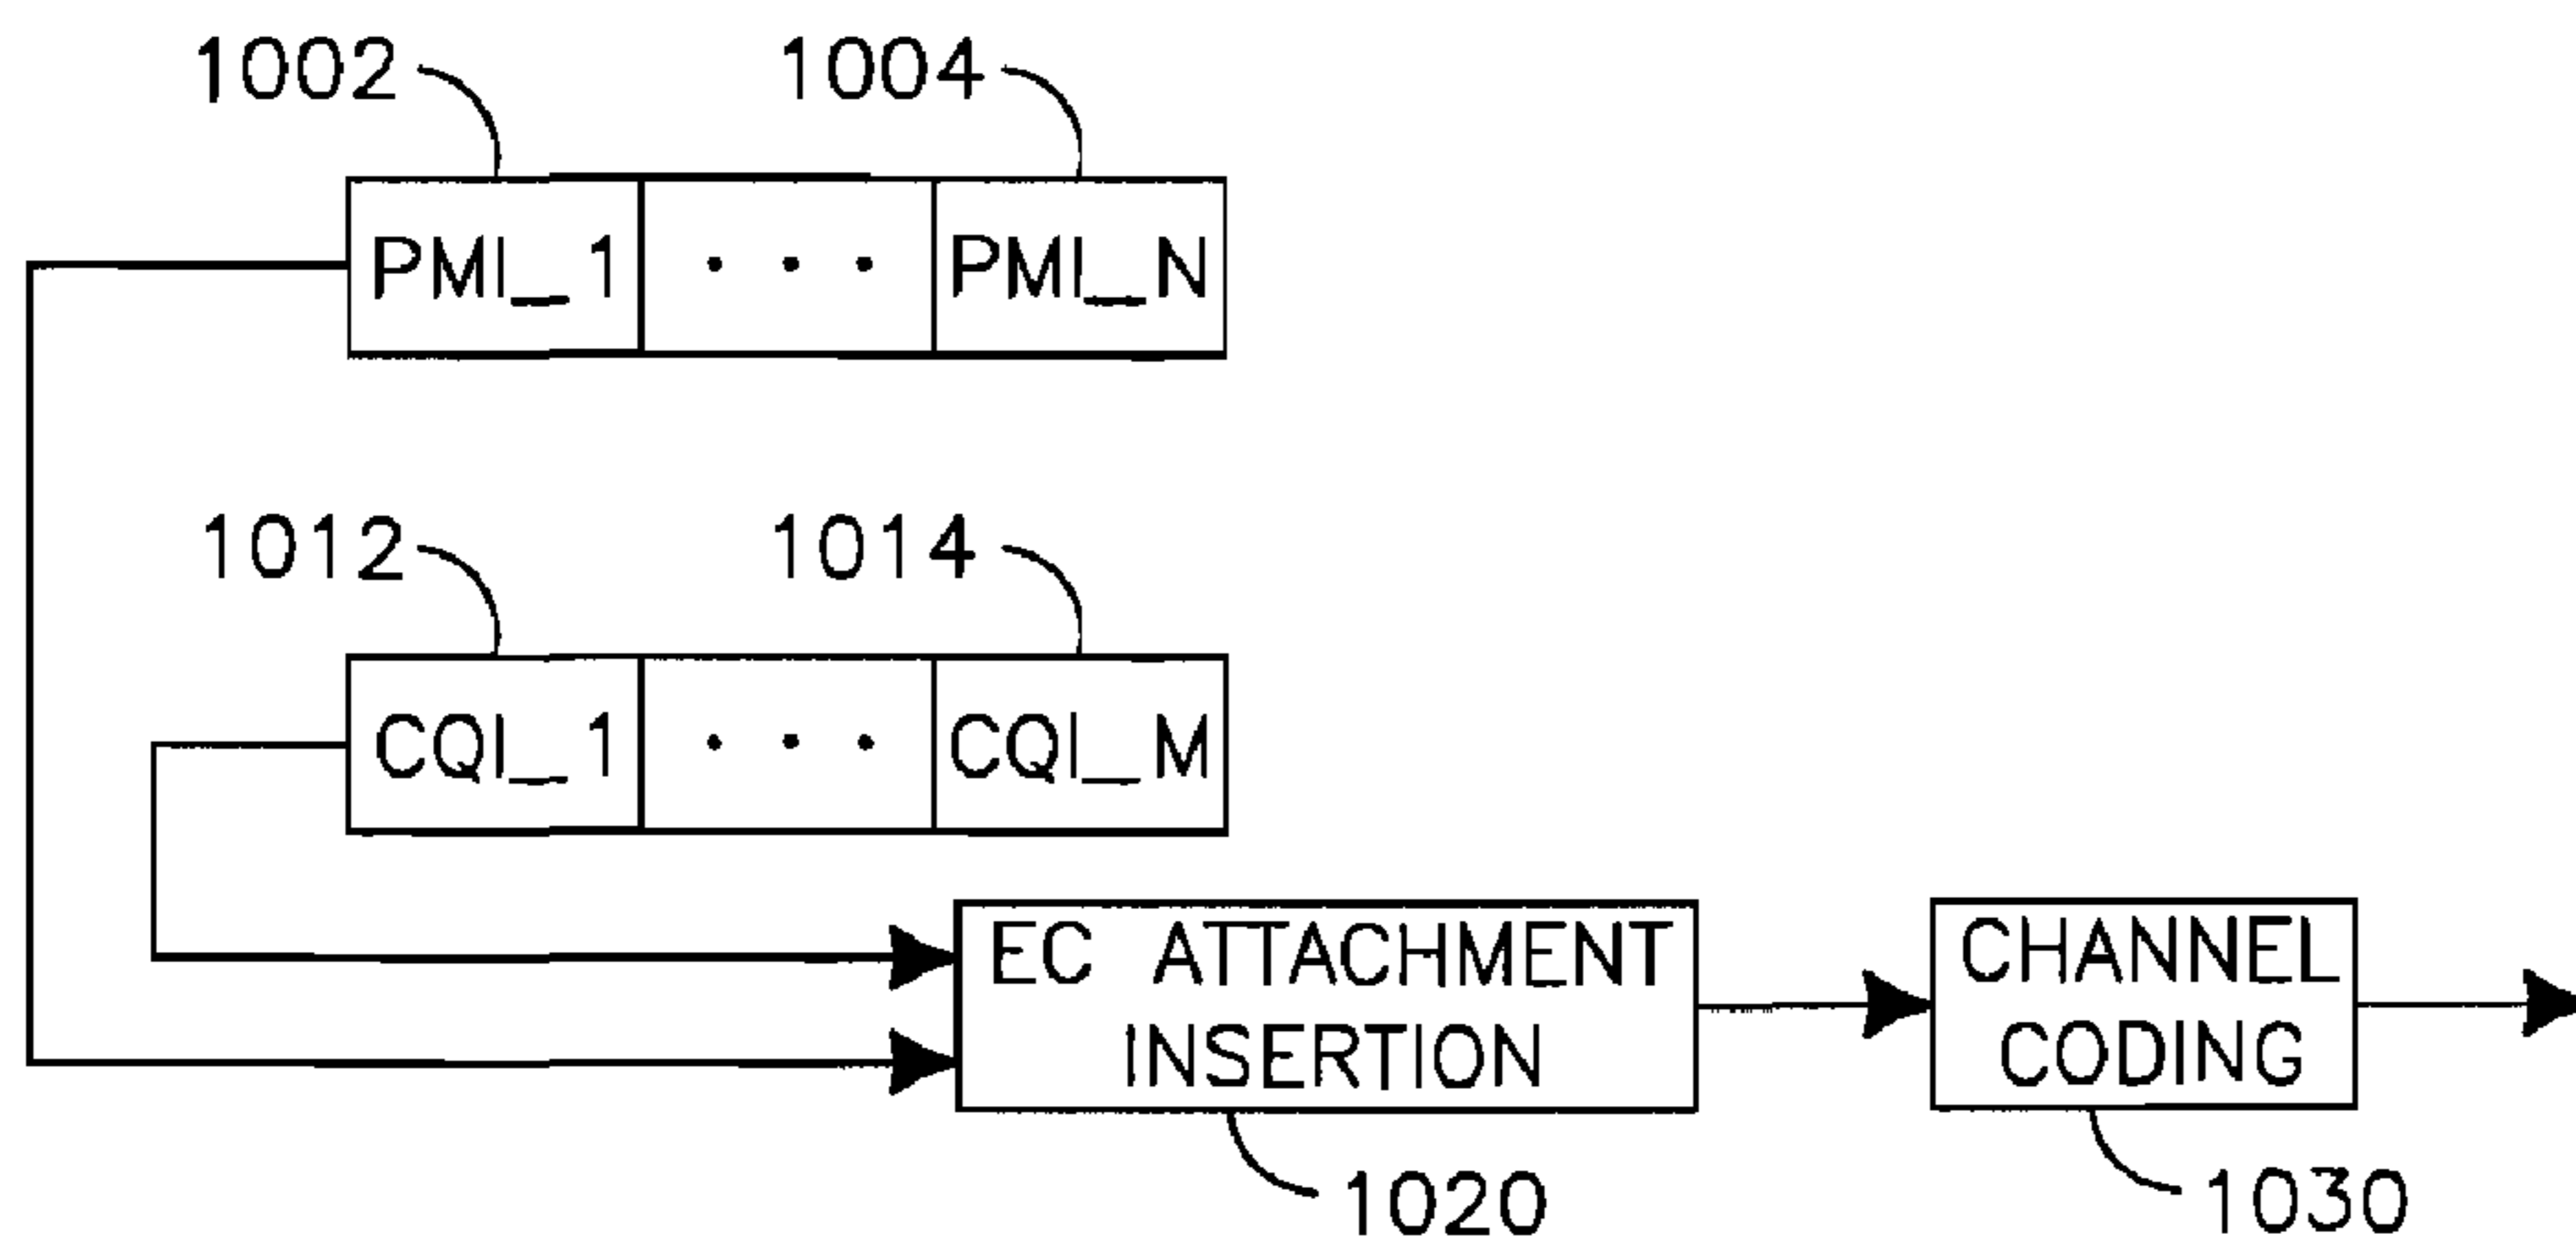 1002 1004
PMI_1 . . . PMI_N
1012 1014
CQI_1 . . . CQI_M
EC ATTACHMENT
INSERTION
CHANNEL
CODING
1020 1030